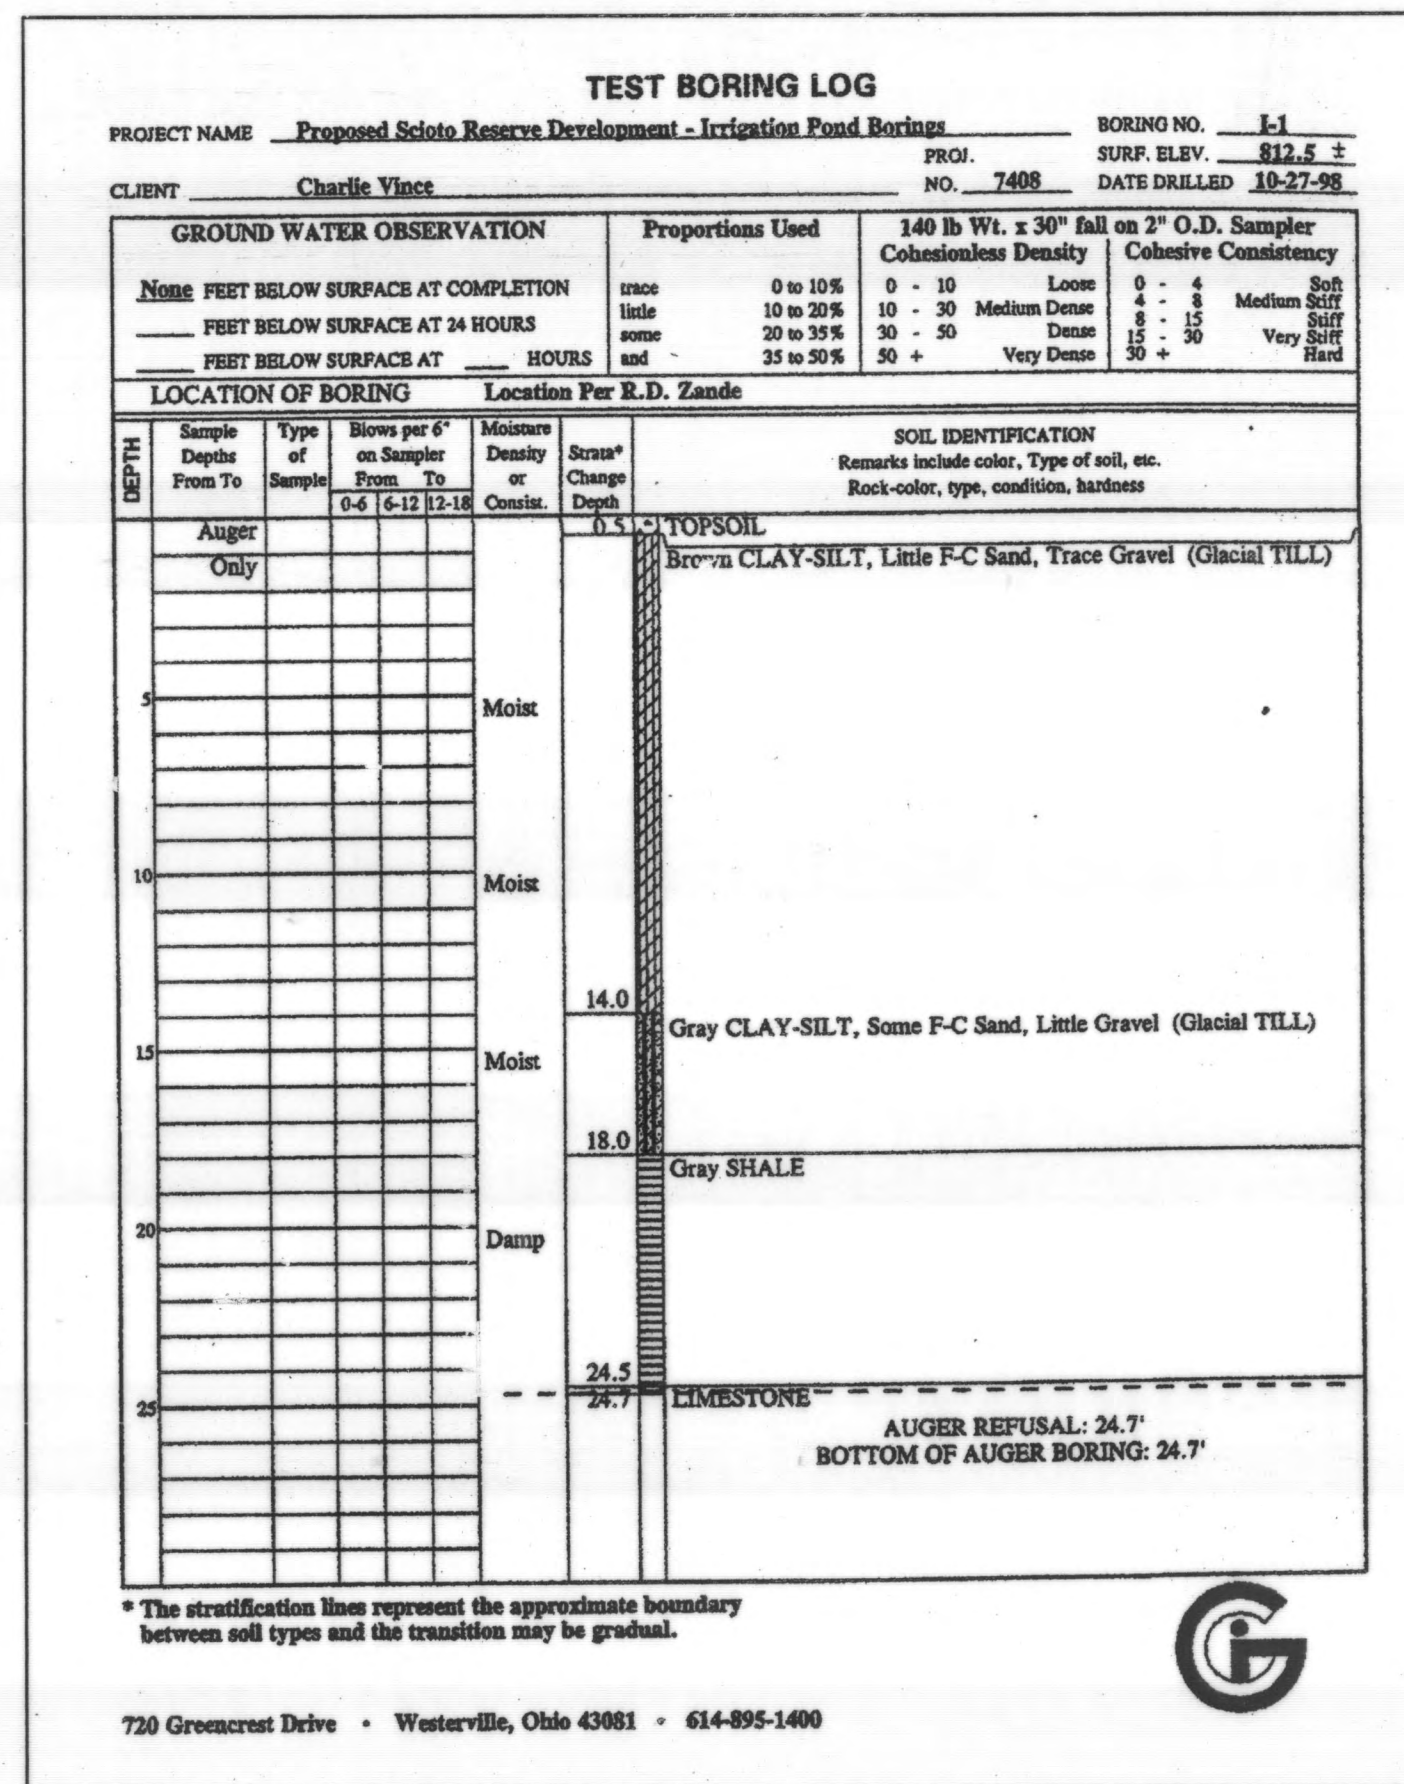 TEST BORING LOG
PROJECT NAME Proposed Scioto Reserve Development - Irrigation Pond Borings BORING NO. I-1
PROJ. SURF. ELEV. 812.5 ±
CLIENT Charlie Vince NO. 7408 DATE DRILLED 10-27-98
GROUND WATER OBSERVATION
None FEET BELOW SURFACE AT COMPLETION
FEET BELOW SURFACE AT 24 HOURS
FEET BELOW SURFACE AT HOURS
Proportions Used
trace 0 to 10%
little 10 to 20%
some 20 to 35%
and 35 to 50%
140 lb Wt. x 30" fall on 2" O.D. Sampler
Cohesionless Density
0 - 10 Loose
10 - 30 Medium Dense
30 - 50 Dense
50 + Very Dense
Cohesive Consistency
0 - 4 Soft
4 - 8 Medium Stiff
8 - 15 Stiff
15 - 30 Very Stiff
30 + Hard
LOCATION OF BORING Location Per R.D. Zande
DEPTH
Sample
Depths
From To
Type
of
Sample
Blows per 6"
on Sampler
From To
0-6 6-12 12-18
Moisture
Density
or
Consist.
Strata*
Change
Depth
SOIL IDENTIFICATION
Remarks include color, Type of soil, etc.
Rock-color, type, condition, hardness
Auger 0.5 TOPSOIL
Only Brown CLAY-SILT, Little F-C Sand, Trace Gravel (Glacial TILL)
5 Moist
10 Moist
14.0
Gray CLAY-SILT, Some F-C Sand, Little Gravel (Glacial TILL)
15 Moist
18.0
Gray SHALE
20 Damp
24.5
24.7 LIMESTONE
25
AUGER REFUSAL: 24.7'
BOTTOM OF AUGER BORING: 24.7'
* The stratification lines represent the approximate boundary
between soil types and the transition may be gradual.
GCi
720 Greencrest Drive • Westerville, Ohio 43081 • 614-895-1400